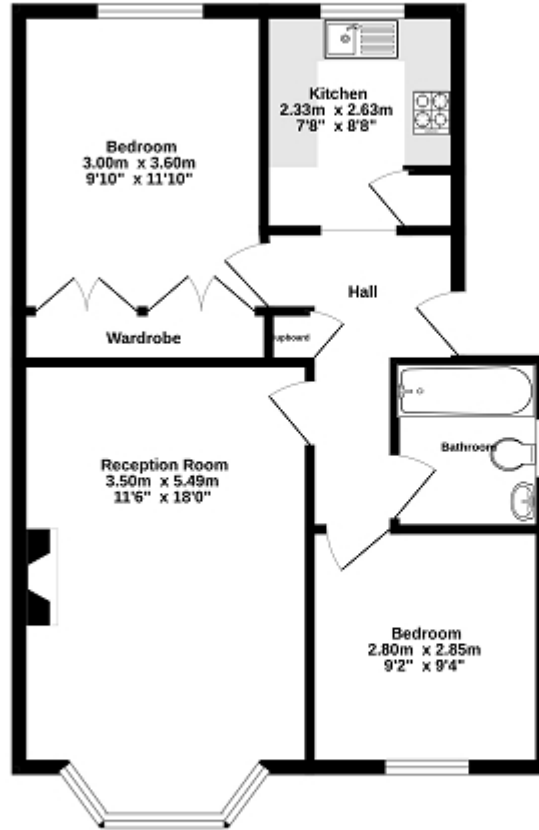 Kitchen
2.33m x 2.63m
7'8" x 8'8"
Bedroom
3.00m x 3.60m
9'10" x 11'10"
Hall
Wardrobe
upboard
Reception Room
3.50m x 5.49m
11'6" x 18'0"
Bathroom
Bedroom
2.80m x 2.85m
9'2" x 9'4"